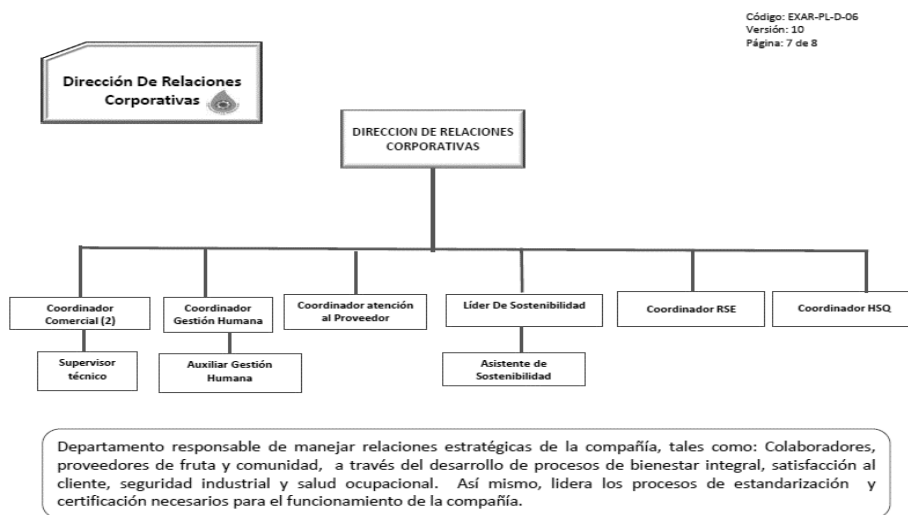 Código: EXAR-PL-D-06
Versión: 10
Página: 7 de 8
Dirección De Relaciones
Corporativas
DIRECCION DE RELACIONES
CORPORATIVAS
Coordinador
Comercial (2)
Coordinador
Gestión Humana
Coordinador atención
al Proveedor
Líder De Sostenibilidad
Coordinador RSE
Coordinador HSQ
Supervisor
técnico
Auxiliar Gestión
Humana
Asistente de
Sostenibilidad
Departamento responsable de manejar relaciones estratégicas de la compañía, tales como: Colaboradores,
proveedores de fruta y comunidad, a través del desarrollo de procesos de bienestar integral, satisfacción al
cliente, seguridad industrial y salud ocupacional. Así mismo, lidera los procesos de estandarización y
certificación necesarios para el funcionamiento de la compañía.